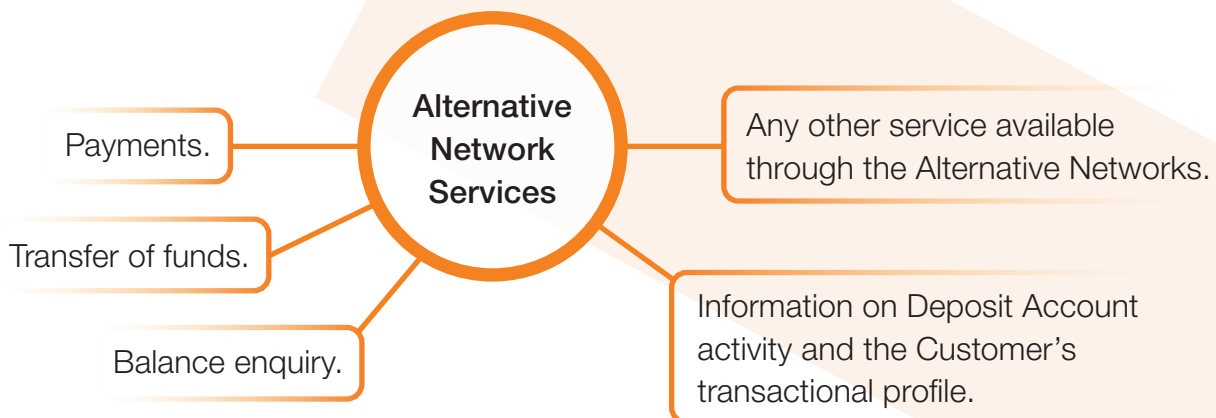 Alternative
Network
Services
Payments.
Transfer of funds.
Balance enquiry.
Any other service available
through the Alternative Networks.
Information on Deposit Account
activity and the Customer’s
transactional profile.